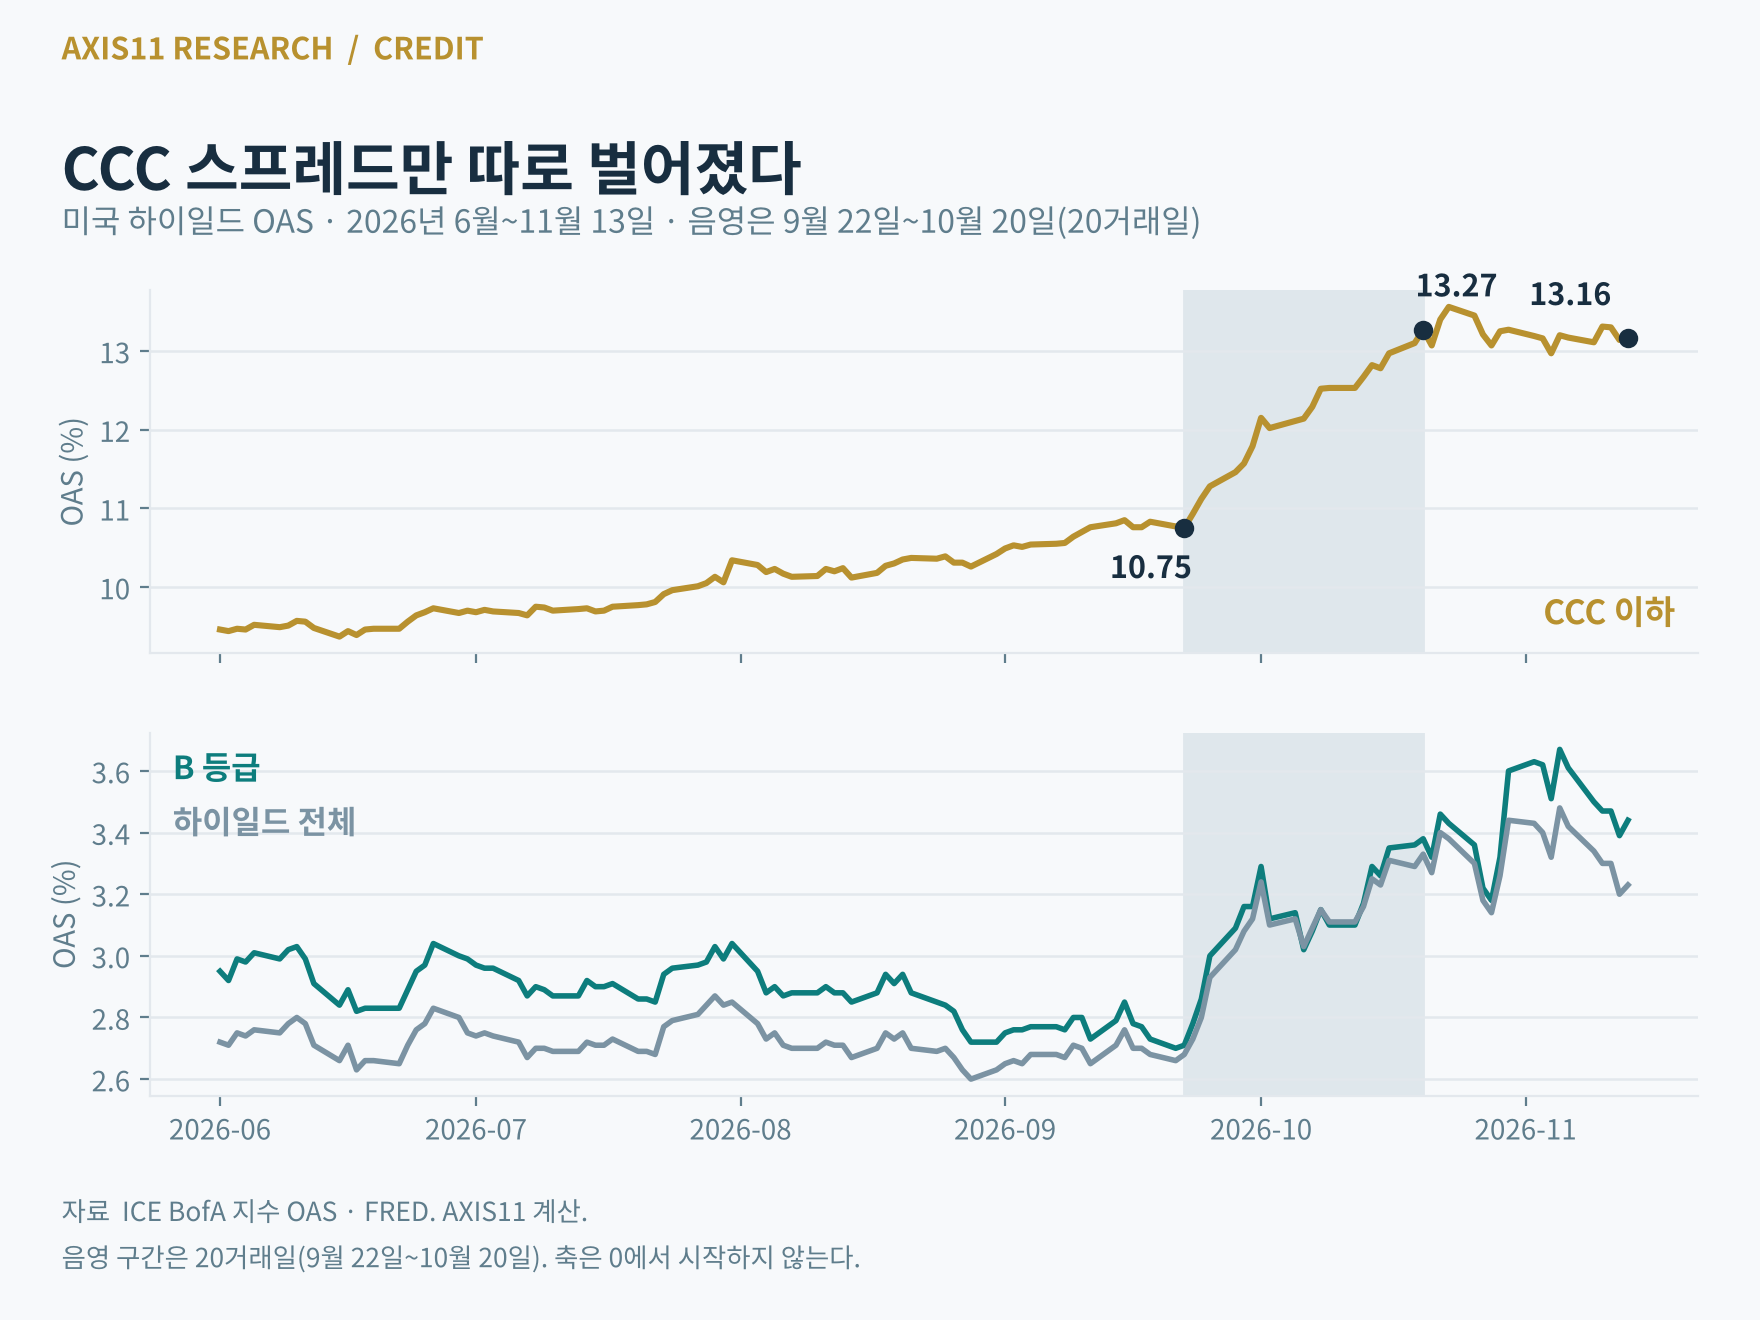 AXIS11 RESEARCH / CREDIT
CCC 스프레드만 따로 벌어졌다
미국 하이일드 OAS · 2026년 6월~11월 13일 · 음영은 9월 22일~10월 20일(20거래일)
13.27
13.16
13
12
11
10
OAS (%)
10.75
CCC 이하
B 등급
하이일드 전체
3.6
3.4
3.2
3.0
2.8
2.6
OAS (%)
2026-06
2026-07
2026-08
2026-09
2026-10
2026-11
자료 ICE BofA 지수 OAS · FRED. AXIS11 계산.
음영 구간은 20거래일(9월 22일~10월 20일). 축은 0에서 시작하지 않는다.